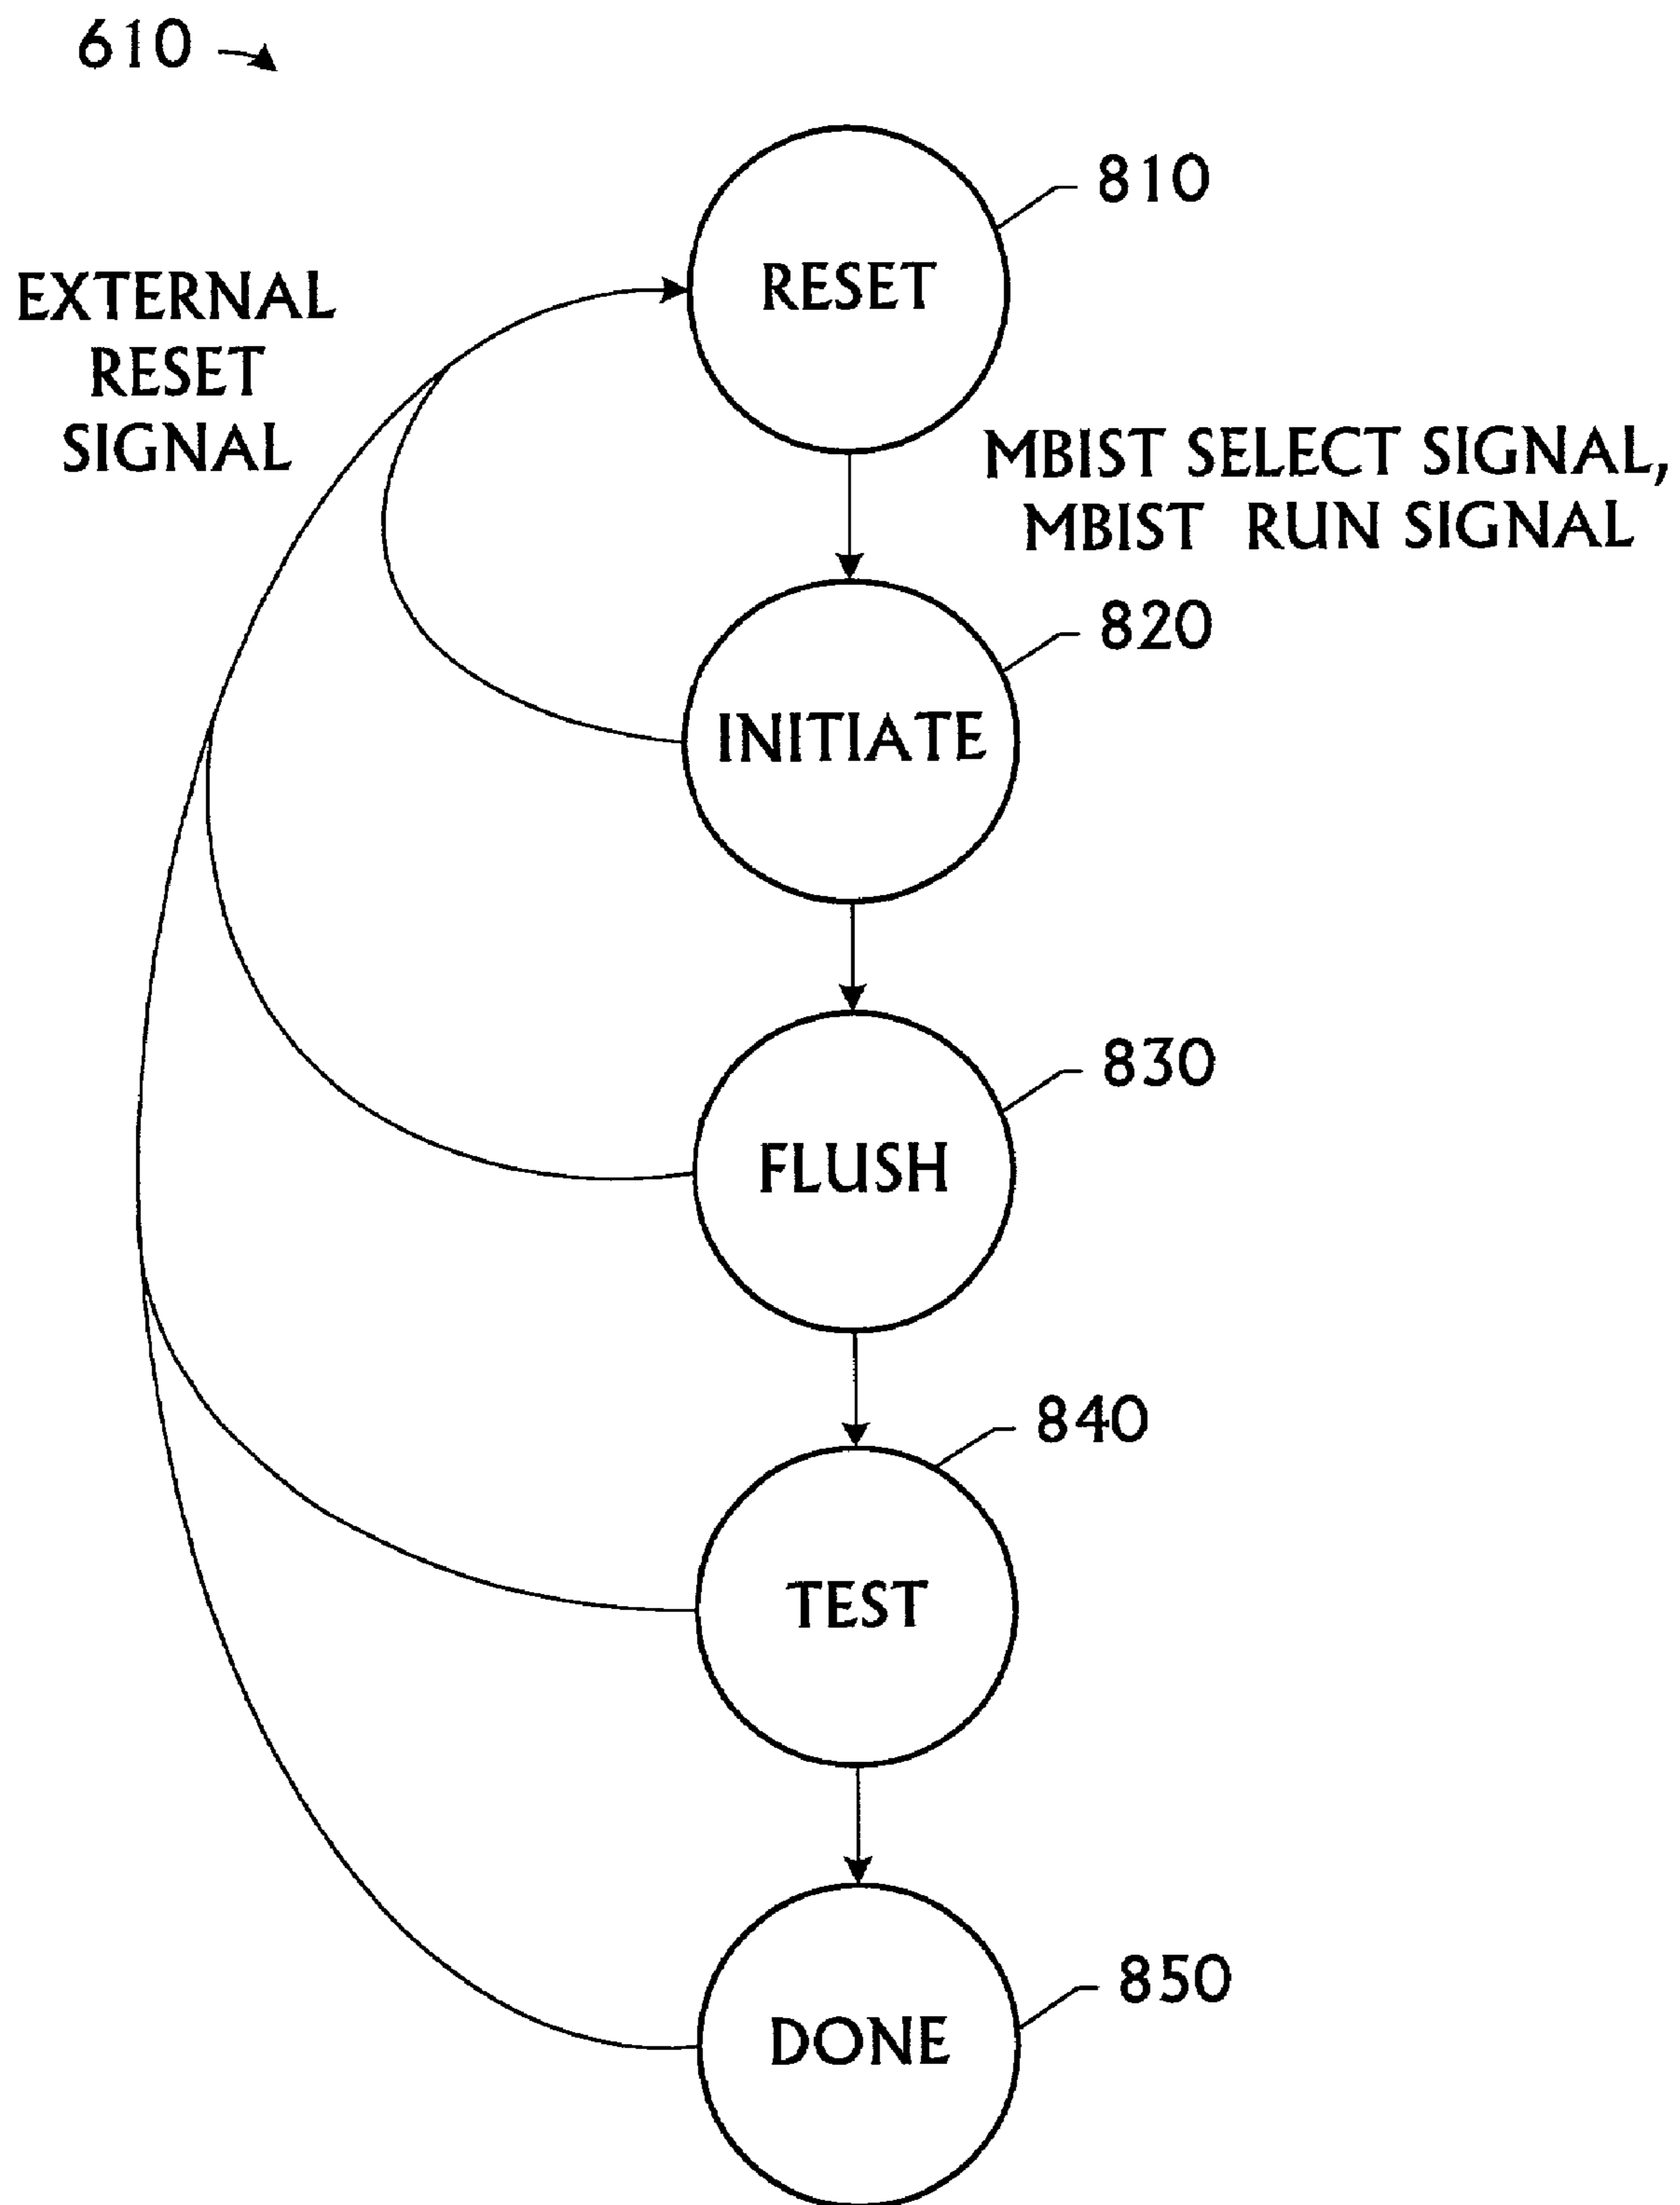 610
810
RESET
EXTERNAL
RESET
SIGNAL
MBIST SELECT SIGNAL,
MBIST RUN SIGNAL
820
INITIATE
830
FLUSH
840
TEST
850
DONE